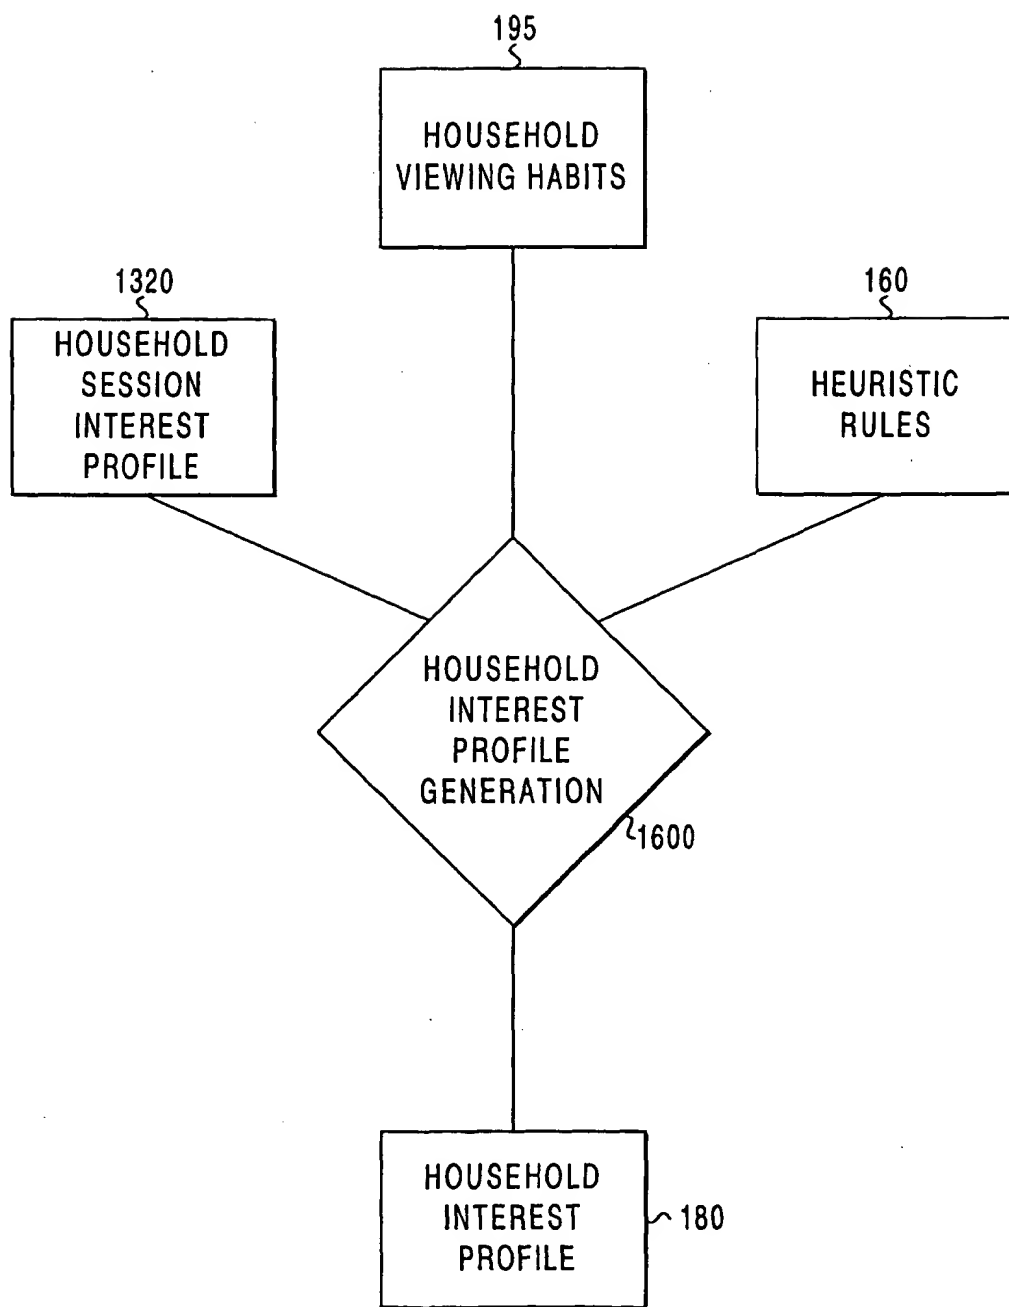 195
HOUSEHOLD
VIEWING HABITS
1320
HOUSEHOLD
SESSION
INTEREST
PROFILE
160
HEURISTIC
RULES
HOUSEHOLD
INTEREST
PROFILE
GENERATION
1600
HOUSEHOLD
INTEREST
PROFILE
180